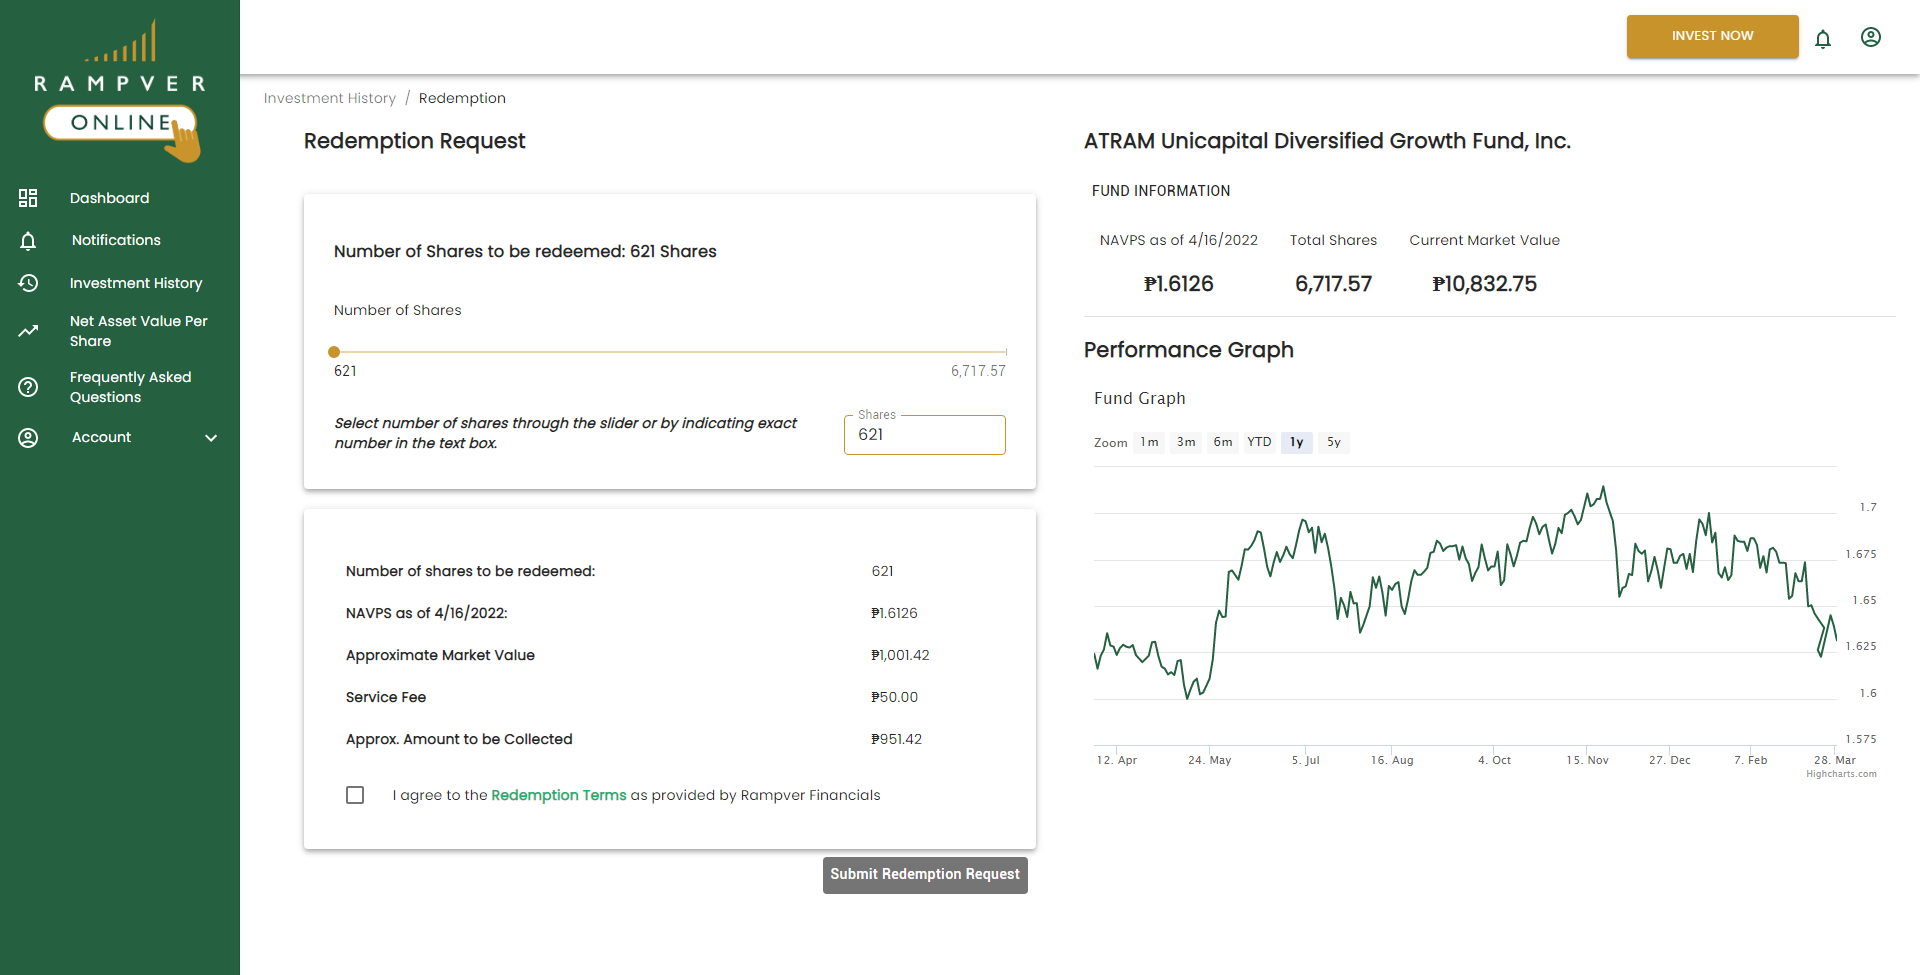 RAMPVER
ONLINE
Dashboard
Notifications
Investment History
Net Asset Value Per
Share
Frequently Asked
Questions
Account
INVEST NOW
Investment History / Redemption
Redemption Request
Number of Shares to be redeemed: 621 Shares
Number of Shares
621
6,717.57
Select number of shares through the slider or by indicating exact
number in the text box.
Shares
621
Number of shares to be redeemed: 621
NAVPS as of 4/16/2022: ₱1.6126
Approximate Market Value ₱1,001.42
Service Fee ₱50.00
Approx. Amount to be Collected ₱951.42
I agree to the Redemption Terms as provided by Rampver Financials
Submit Redemption Request
ATRAM Unicapital Diversified Growth Fund, Inc.
FUND INFORMATION
NAVPS as of 4/16/2022 Total Shares Current Market Value
₱1.6126 6,717.57 ₱10,832.75
Performance Graph
Fund Graph
Zoom 1m 3m 6m YTD 1y 5y
1.7
1.675
1.65
1.625
1.6
1.575
12. Apr 24. May 5. Jul 16. Aug 4. Oct 15. Nov 27. Dec 7. Feb 28. Mar
Highcharts.com